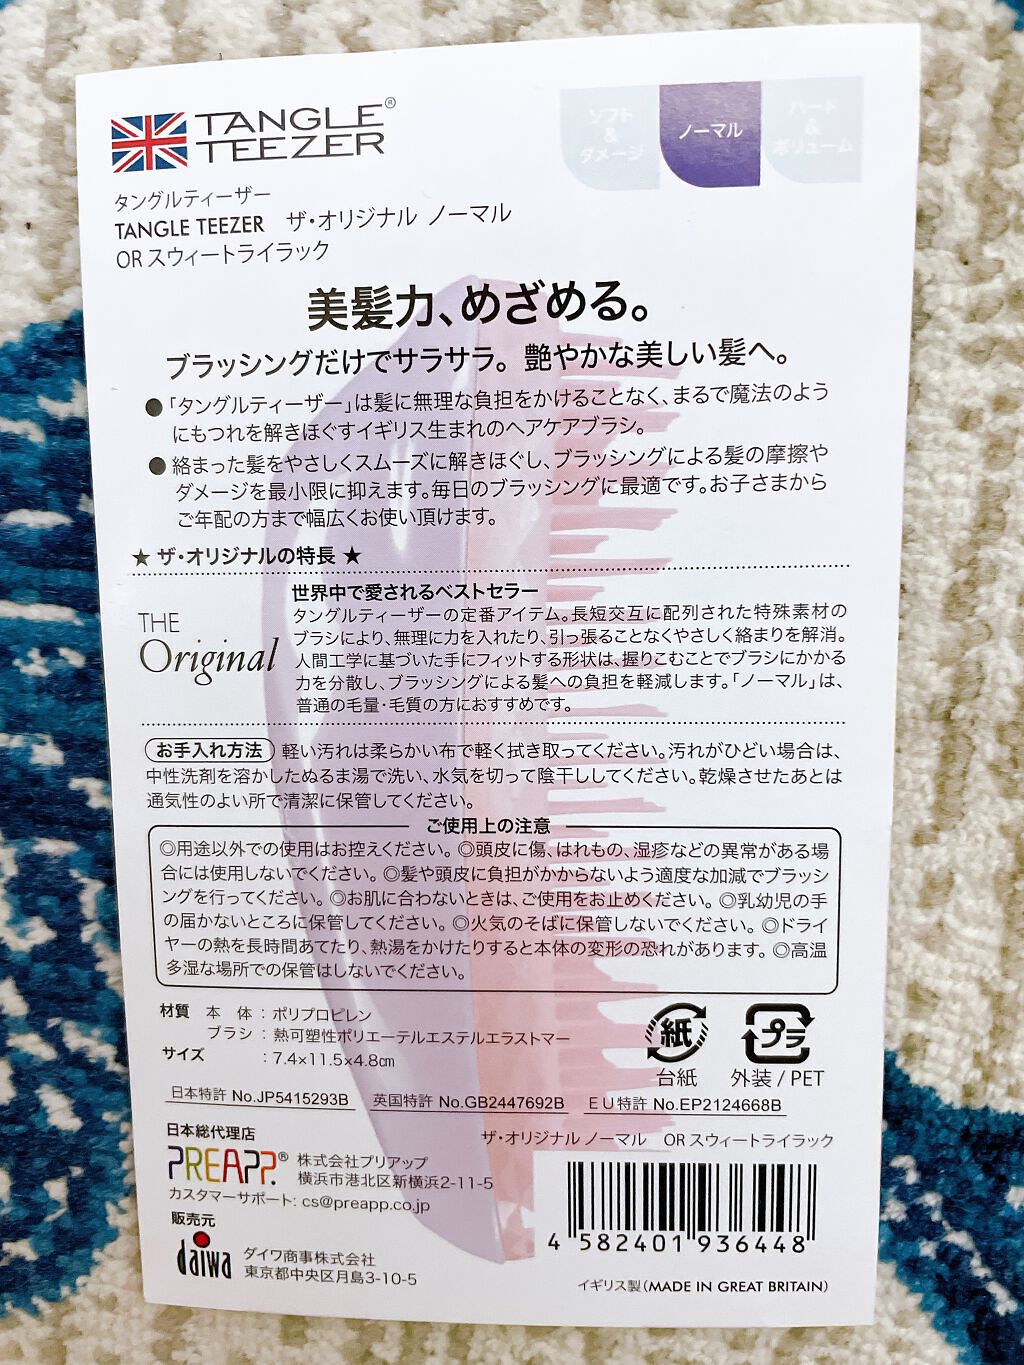 TANGLE
TEEZER®
ソフト
&
ダメージ
ノーマル
ハード
&
ボリューム
タングルティーザー
TANGLE TEEZER ザ・オリジナル ノーマル
OR スウィートライラック
美髪力、めざめる。
ブラッシングだけでサラサラ。艶やかな美しい髪へ。
●「タングルティーザー」は髪に無理な負担をかけることなく、まるで魔法のよう
にもつれを解きほぐすイギリス生まれのヘアケアブラシ。
●絡まった髪をやさしくスムーズに解きほぐし、ブラッシングによる髪の摩擦や
ダメージを最小限に抑えます。毎日のブラッシングに最適です。お子さまから
ご年配の方まで幅広くお使い頂けます。
★ ザ・オリジナルの特長 ★
THE
Original
世界中で愛されるベストセラー
タングルティーザーの定番アイテム。長短交互に配列された特殊素材の
ブラシにより、無理に力を入れたり、引っ張ることなくやさしく絡まりを解消。
人間工学に基づいた手にフィットする形状は、握りこむことでブラシにかかる
力を分散し、ブラッシングによる髪への負担を軽減します。「ノーマル」は、
普通の毛量・毛質の方におすすめです。
お手入れ方法 軽い汚れは柔らかい布で軽く拭き取ってください。汚れがひどい場合は、
中性洗剤を溶かしたぬるま湯で洗い、水気を切って陰干ししてください。乾燥させたあとは
通気性のよい所で清潔に保管してください。
ご使用上の注意
◎用途以外での使用はお控えください。◎頭皮に傷、はれもの、湿疹などの異常がある場
合には使用しないでください。◎髪や頭皮に負担がかからないよう適度な加減でブラッシ
ングを行ってください。◎お肌に合わないときは、ご使用をお止めください。◎乳幼児の手
の届かないところに保管してください。◎火気のそばに保管しないでください。◎ドライ
ヤーの熱を長時間あてたり、熱湯をかけたりすると本体の変形の恐れがあります。◎高温
多湿な場所での保管はしないでください。
材質 本 体 : ポリプロピレン
ブラシ : 熱可塑性ポリエーテルエステルエラストマー
サイズ : 7.4×11.5×4.8㎝
紙
台紙
プラ
外装 / PET
日本特許 No.JP5415293B 英国特許 No.GB2447692B EU特許 No.EP2124668B
日本総代理店
PREAPP.® 株式会社プリアップ
横浜市港北区新横浜2-11-5
カスタマーサポート: cs@preapp.co.jp
販売元
daiwa ダイワ商事株式会社
東京都中央区月島3-10-5
ザ・オリジナル ノーマル OR スウィートライラック
4 582401 936448
イギリス製(MADE IN GREAT BRITAIN)